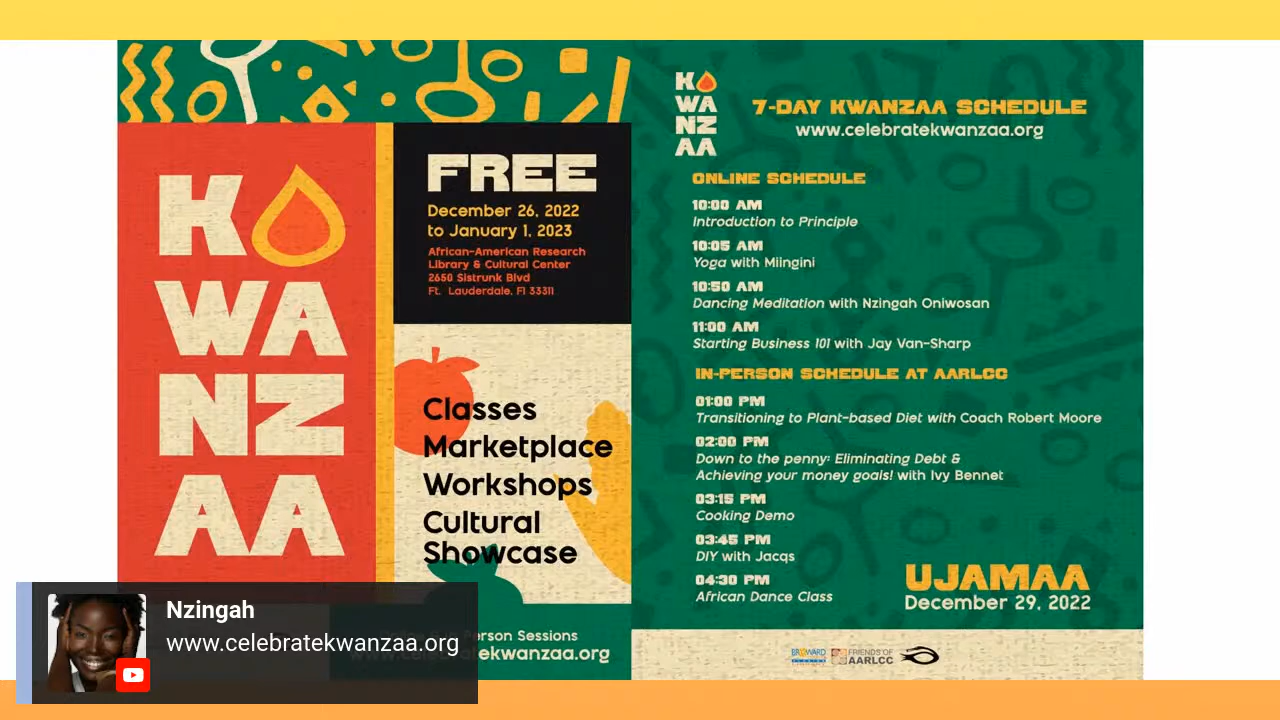 K WA NZ AA
FREE
December 26, 2022
to January 1, 2023
African-American Research
Library & Cultural Center
2650 Sistrunk Blvd
Ft. Lauderdale, Fl 33311
Classes
Marketplace
Workshops
Cultural
Showcase
Person Sessions
ekwanzaa.org
Nzingah
www.celebratekwanzaa.org
K WA NZ AA
7-DAY KWANZAA SCHEDULE
www.celebratekwanzaa.org
ONLINE SCHEDULE
10:00 AM
Introduction to Principle
10:05 AM
Yoga with Miingini
10:50 AM
Dancing Meditation with Nzingah Oniwosan
11:00 AM
Starting Business 101 with Jay Van-Sharp
IN-PERSON SCHEDULE AT AARLCC
01:00 PM
Transitioning to Plant-based Diet with Coach Robert Moore
02:00 PM
Down to the penny: Eliminating Debt &
Achieving your money goals! with Ivy Bennet
03:15 PM
Cooking Demo
03:45 PM
DIY with Jacqs
04:30 PM
African Dance Class
UJAMAA
December 29, 2022
BROWARD
FRIENDS OF
AARLCC